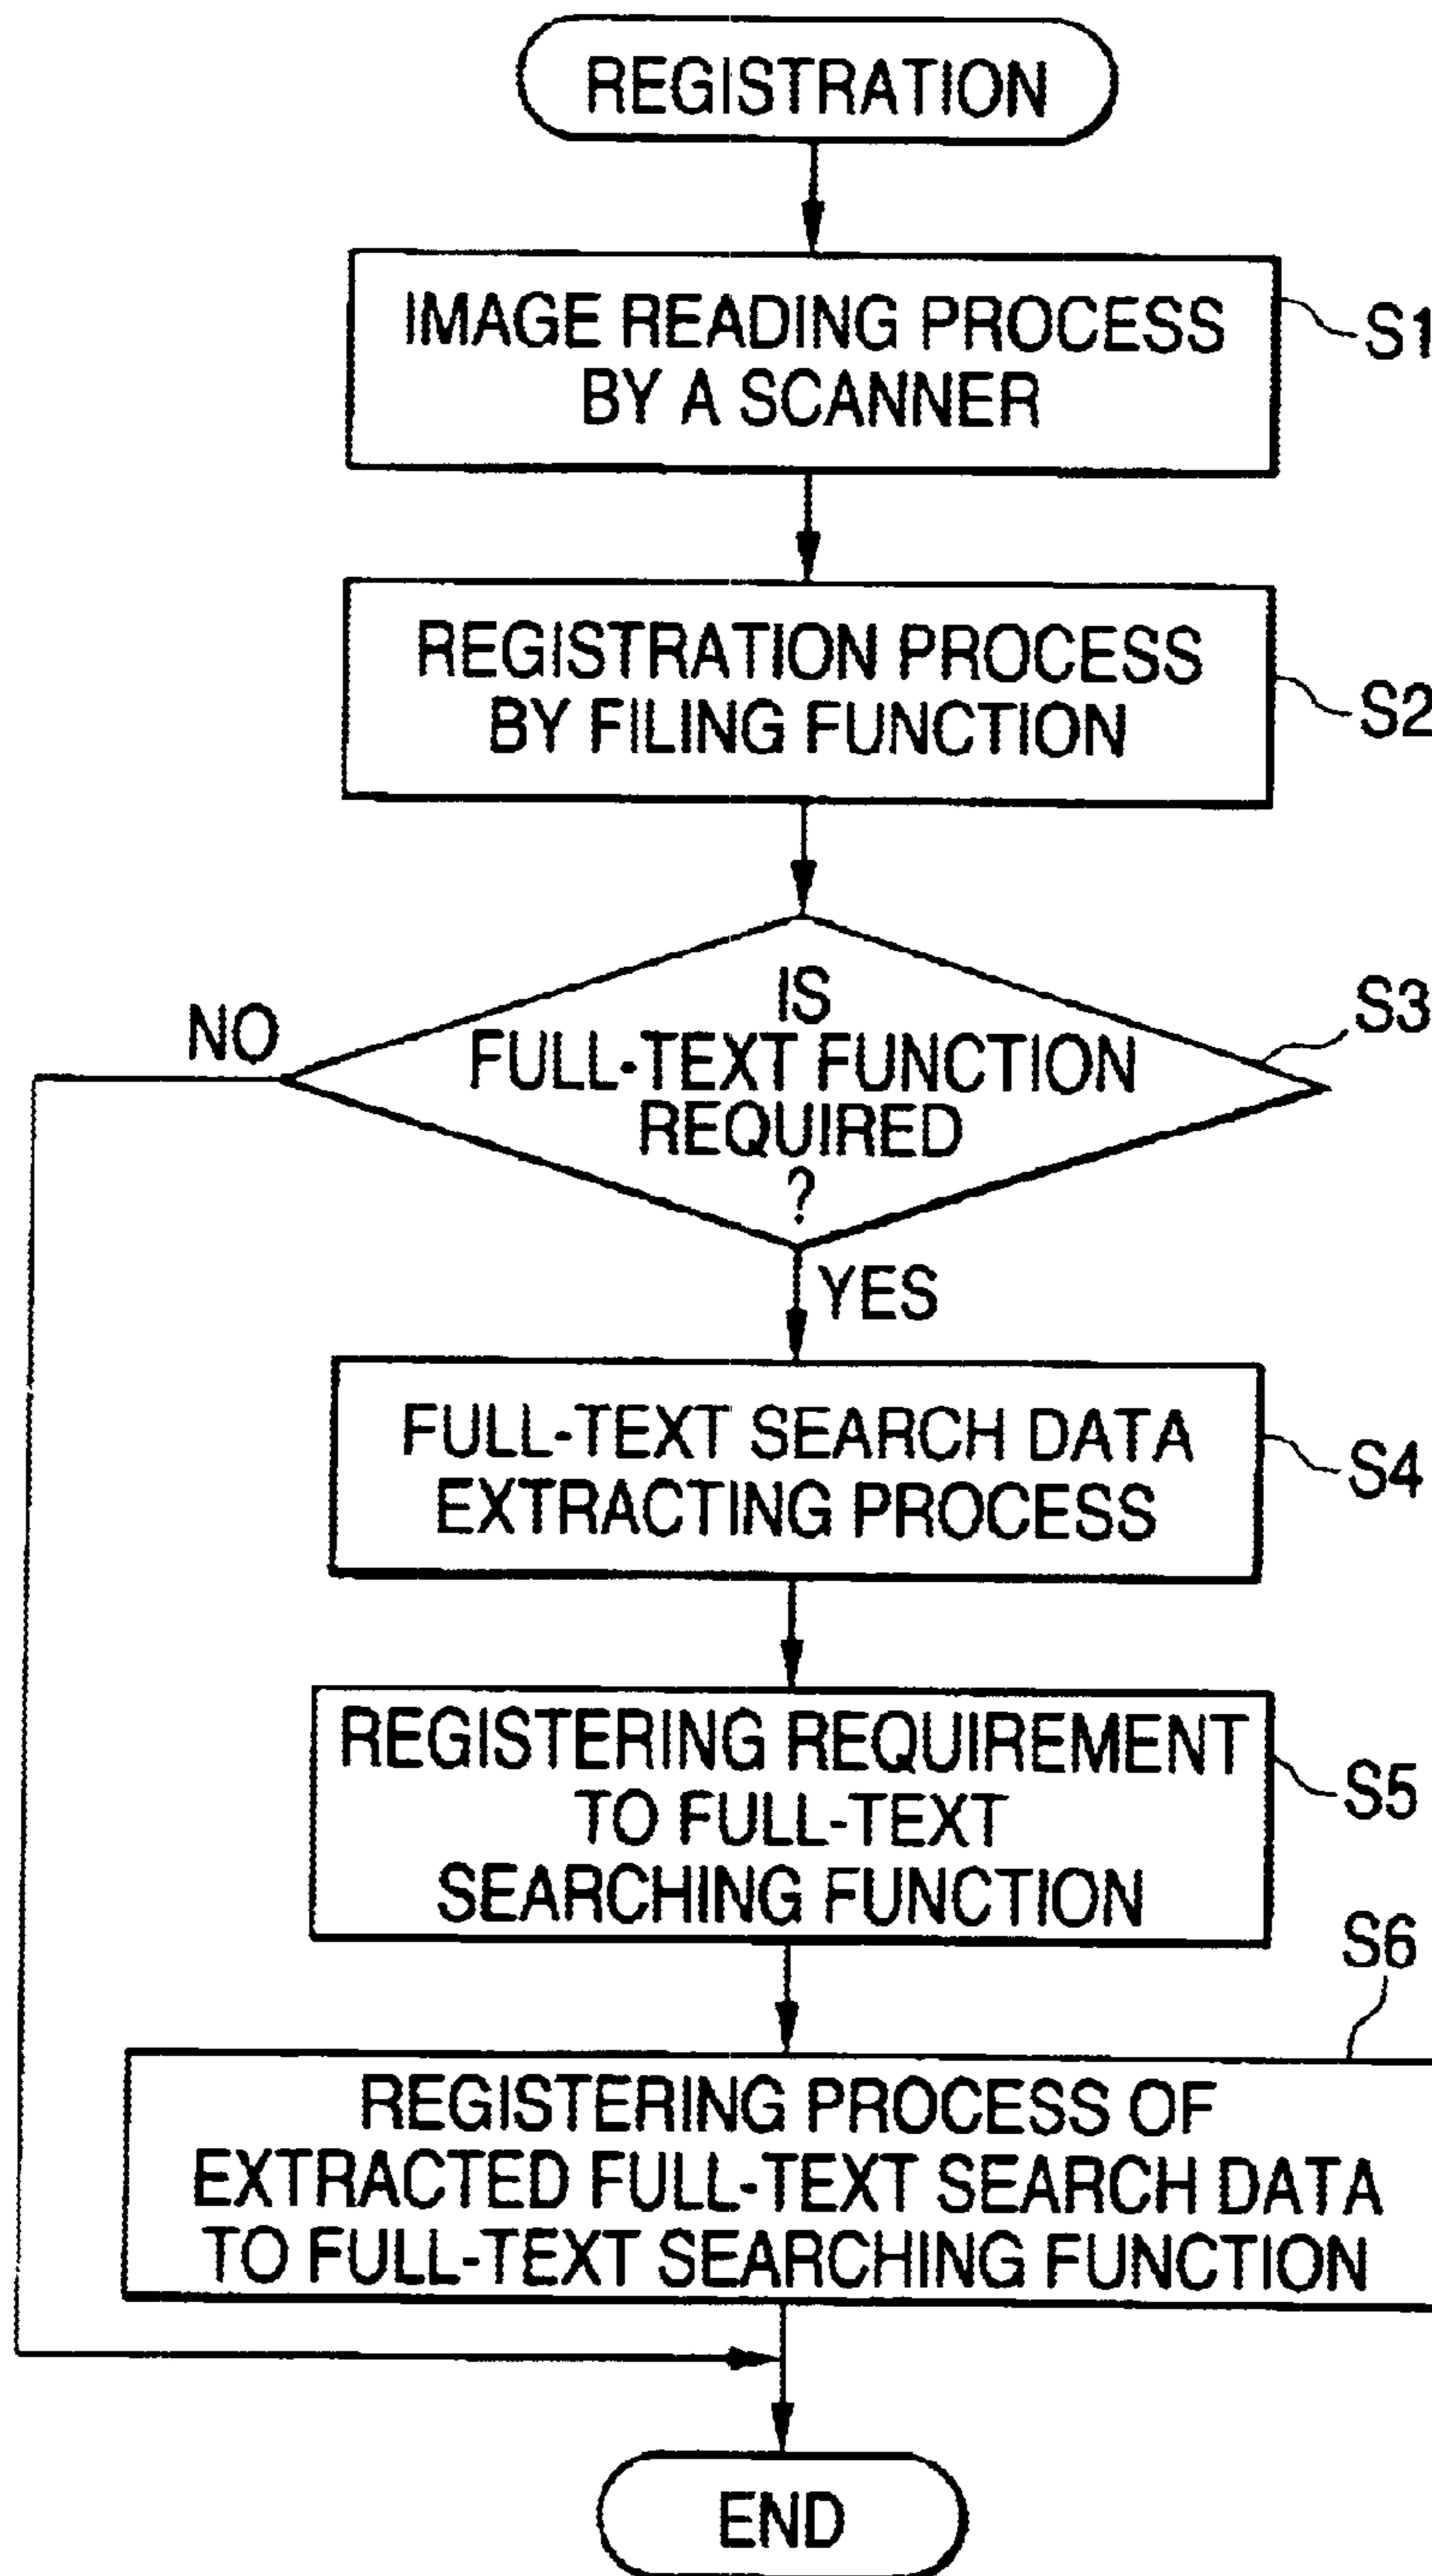 REGISTRATION
IMAGE READING PROCESS
BY A SCANNER
S1
REGISTRATION PROCESS
BY FILING FUNCTION
S2
IS
FULL-TEXT FUNCTION
REQUIRED
?
S3
NO
YES
FULL-TEXT SEARCH DATA
EXTRACTING PROCESS
S4
REGISTERING REQUIREMENT
TO FULL-TEXT
SEARCHING FUNCTION
S5
S6
REGISTERING PROCESS OF
EXTRACTED FULL-TEXT SEARCH DATA
TO FULL-TEXT SEARCHING FUNCTION
END